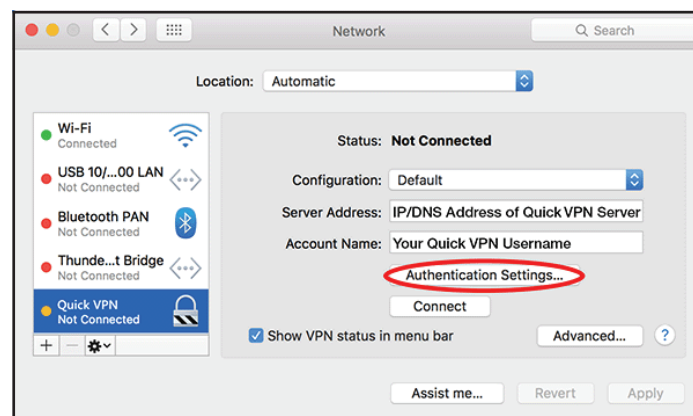 Network
Search
Location: Automatic
Wi-Fi
Connected
USB 10/...00 LAN
Not Connected
Bluetooth PAN
Not Connected
Thunde...t Bridge
Not Connected
Quick VPN
Not Connected
Status: Not Connected
Configuration: Default
Server Address: IP/DNS Address of Quick VPN Server
Account Name: Your Quick VPN Username
Authentication Settings...
Connect
Show VPN status in menu bar
Advanced... ?
Assist me... Revert Apply